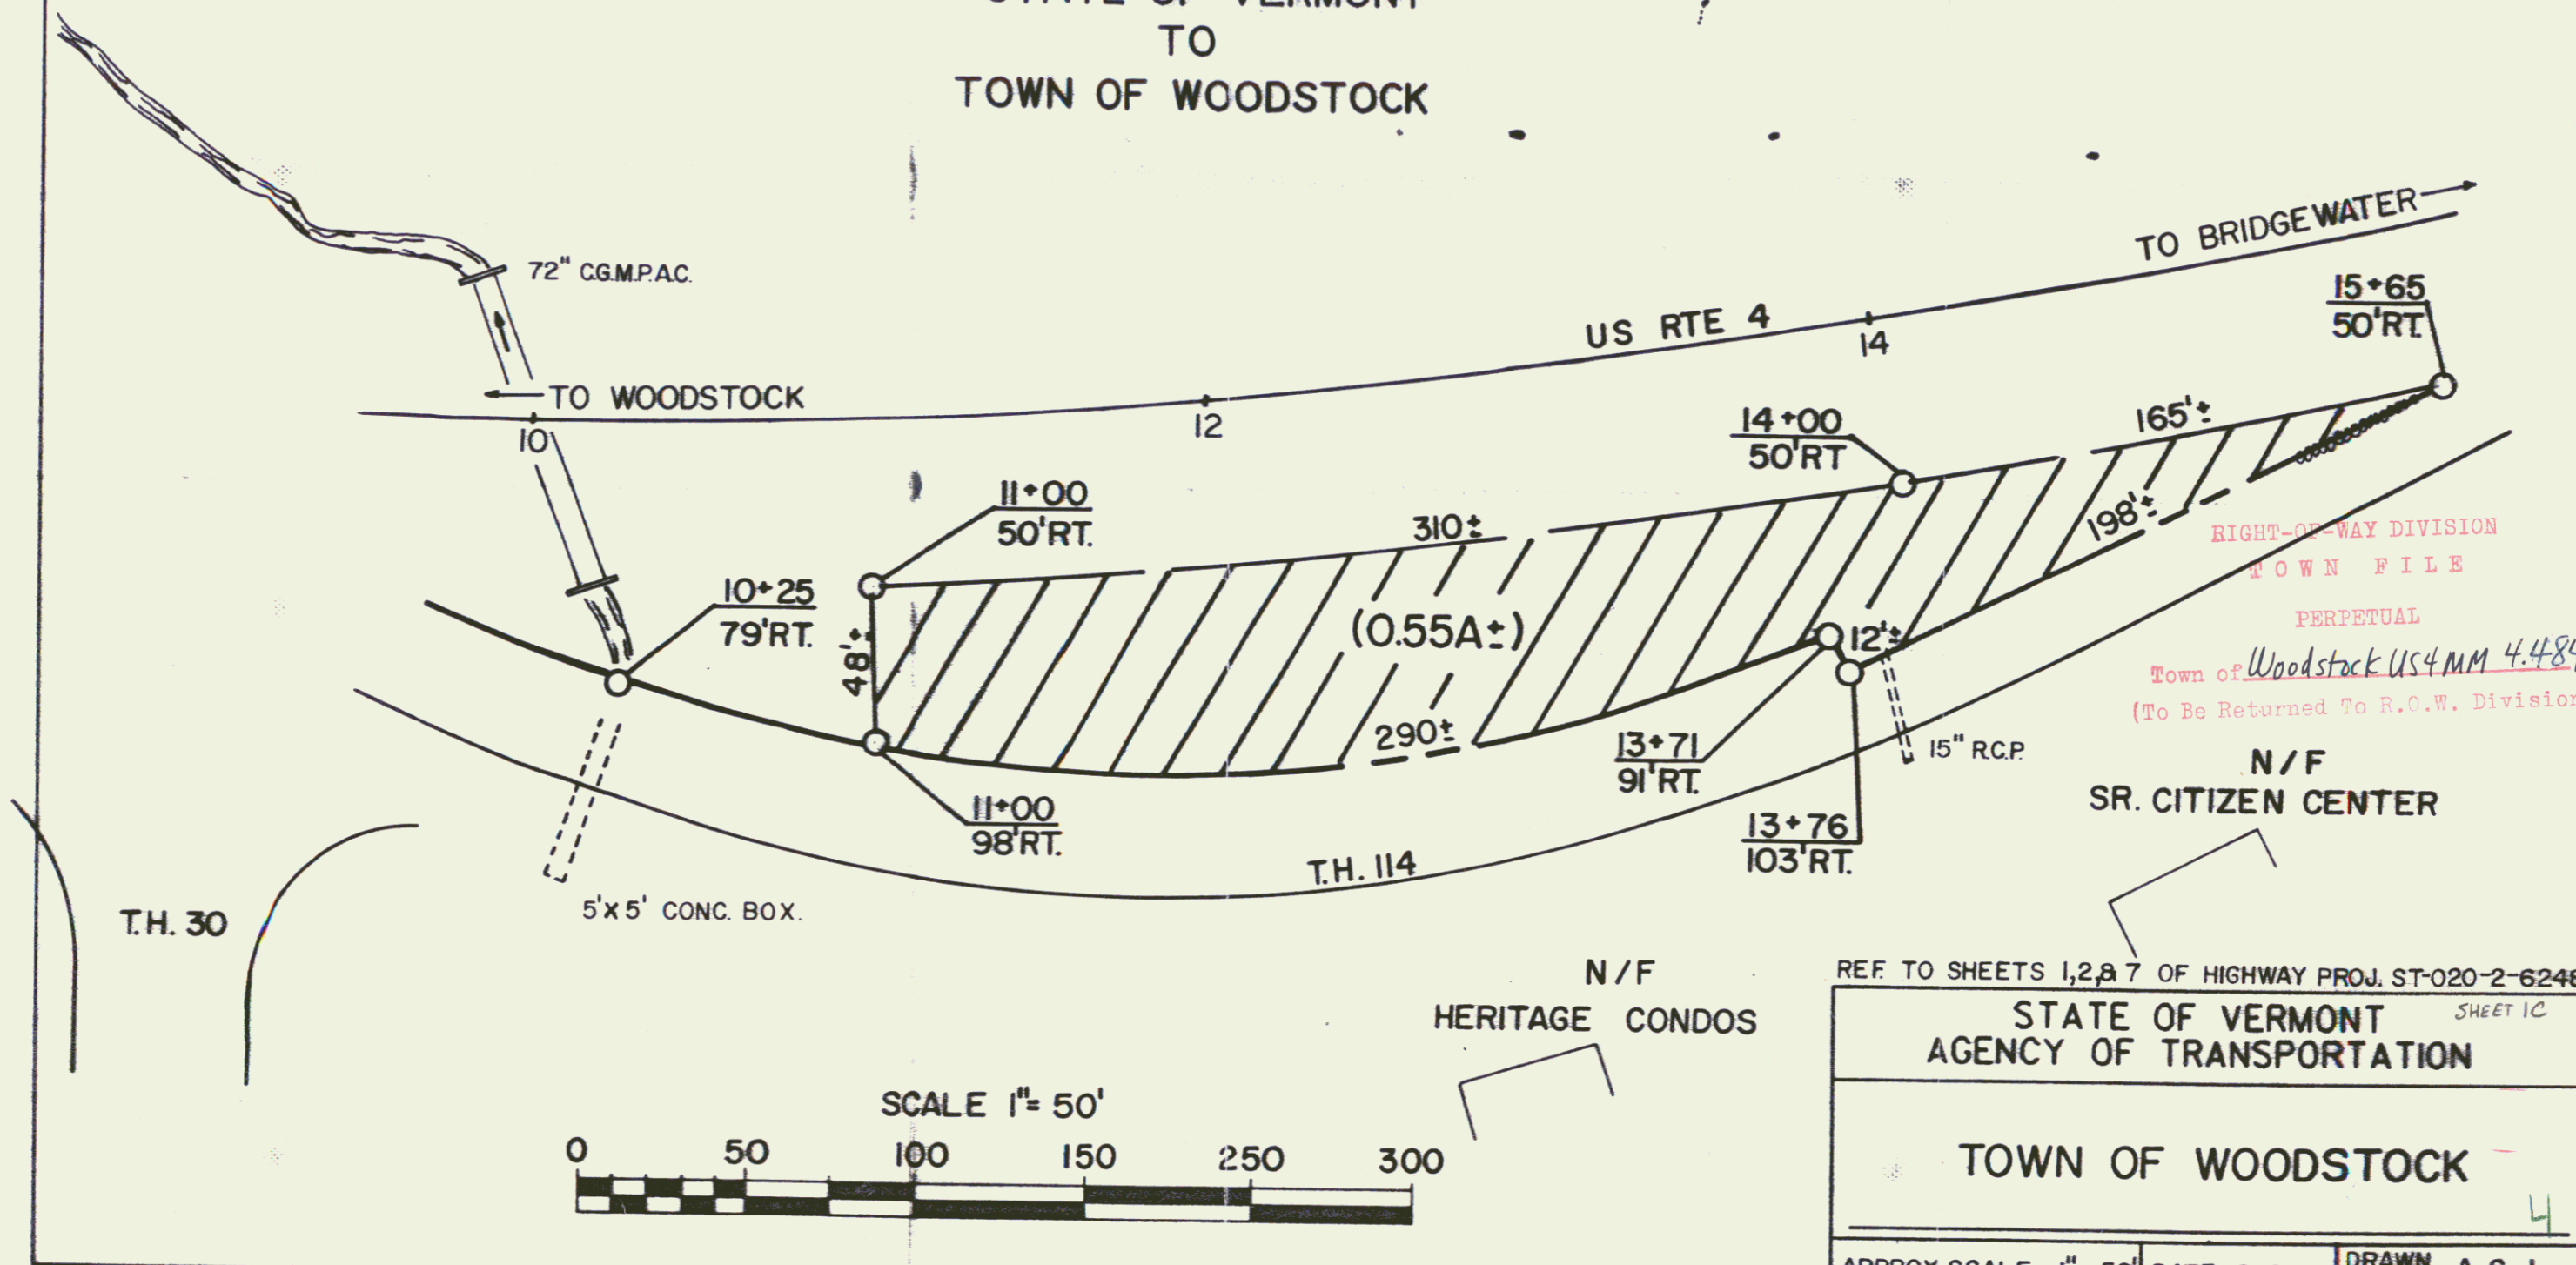 STATE OF VERMONT
TO
TOWN OF WOODSTOCK
72" C.G.M.P.A.C.
TO BRIDGEWATER
15+65
50'RT.
US RTE 4
14
TO WOODSTOCK
10
12
14+00
50'RT
165'±
11+00
50'RT.
310±
198'±
RIGHT-OF-WAY DIVISION
TOWN FILE
PERPETUAL
Town of Woodstock US4 MM 4.484
(To Be Returned To R.O.W. Division
10+25
79'RT.
48'±
(0.55A±)
12'±
290±
13+71
91'RT.
15" R.C.P.
N/F
SR. CITIZEN CENTER
11+00
98'RT.
13+76
103'RT.
T.H. 114
T.H. 30
5'X5' CONC. BOX.
N/F
HERITAGE CONDOS
REF. TO SHEETS 1,2,&7 OF HIGHWAY PROJ. ST-020-2-6248
SHEET 1C
STATE OF VERMONT
AGENCY OF TRANSPORTATION
SCALE 1"= 50'
0 50 100 150 250 300
TOWN OF WOODSTOCK
4
DRAWN